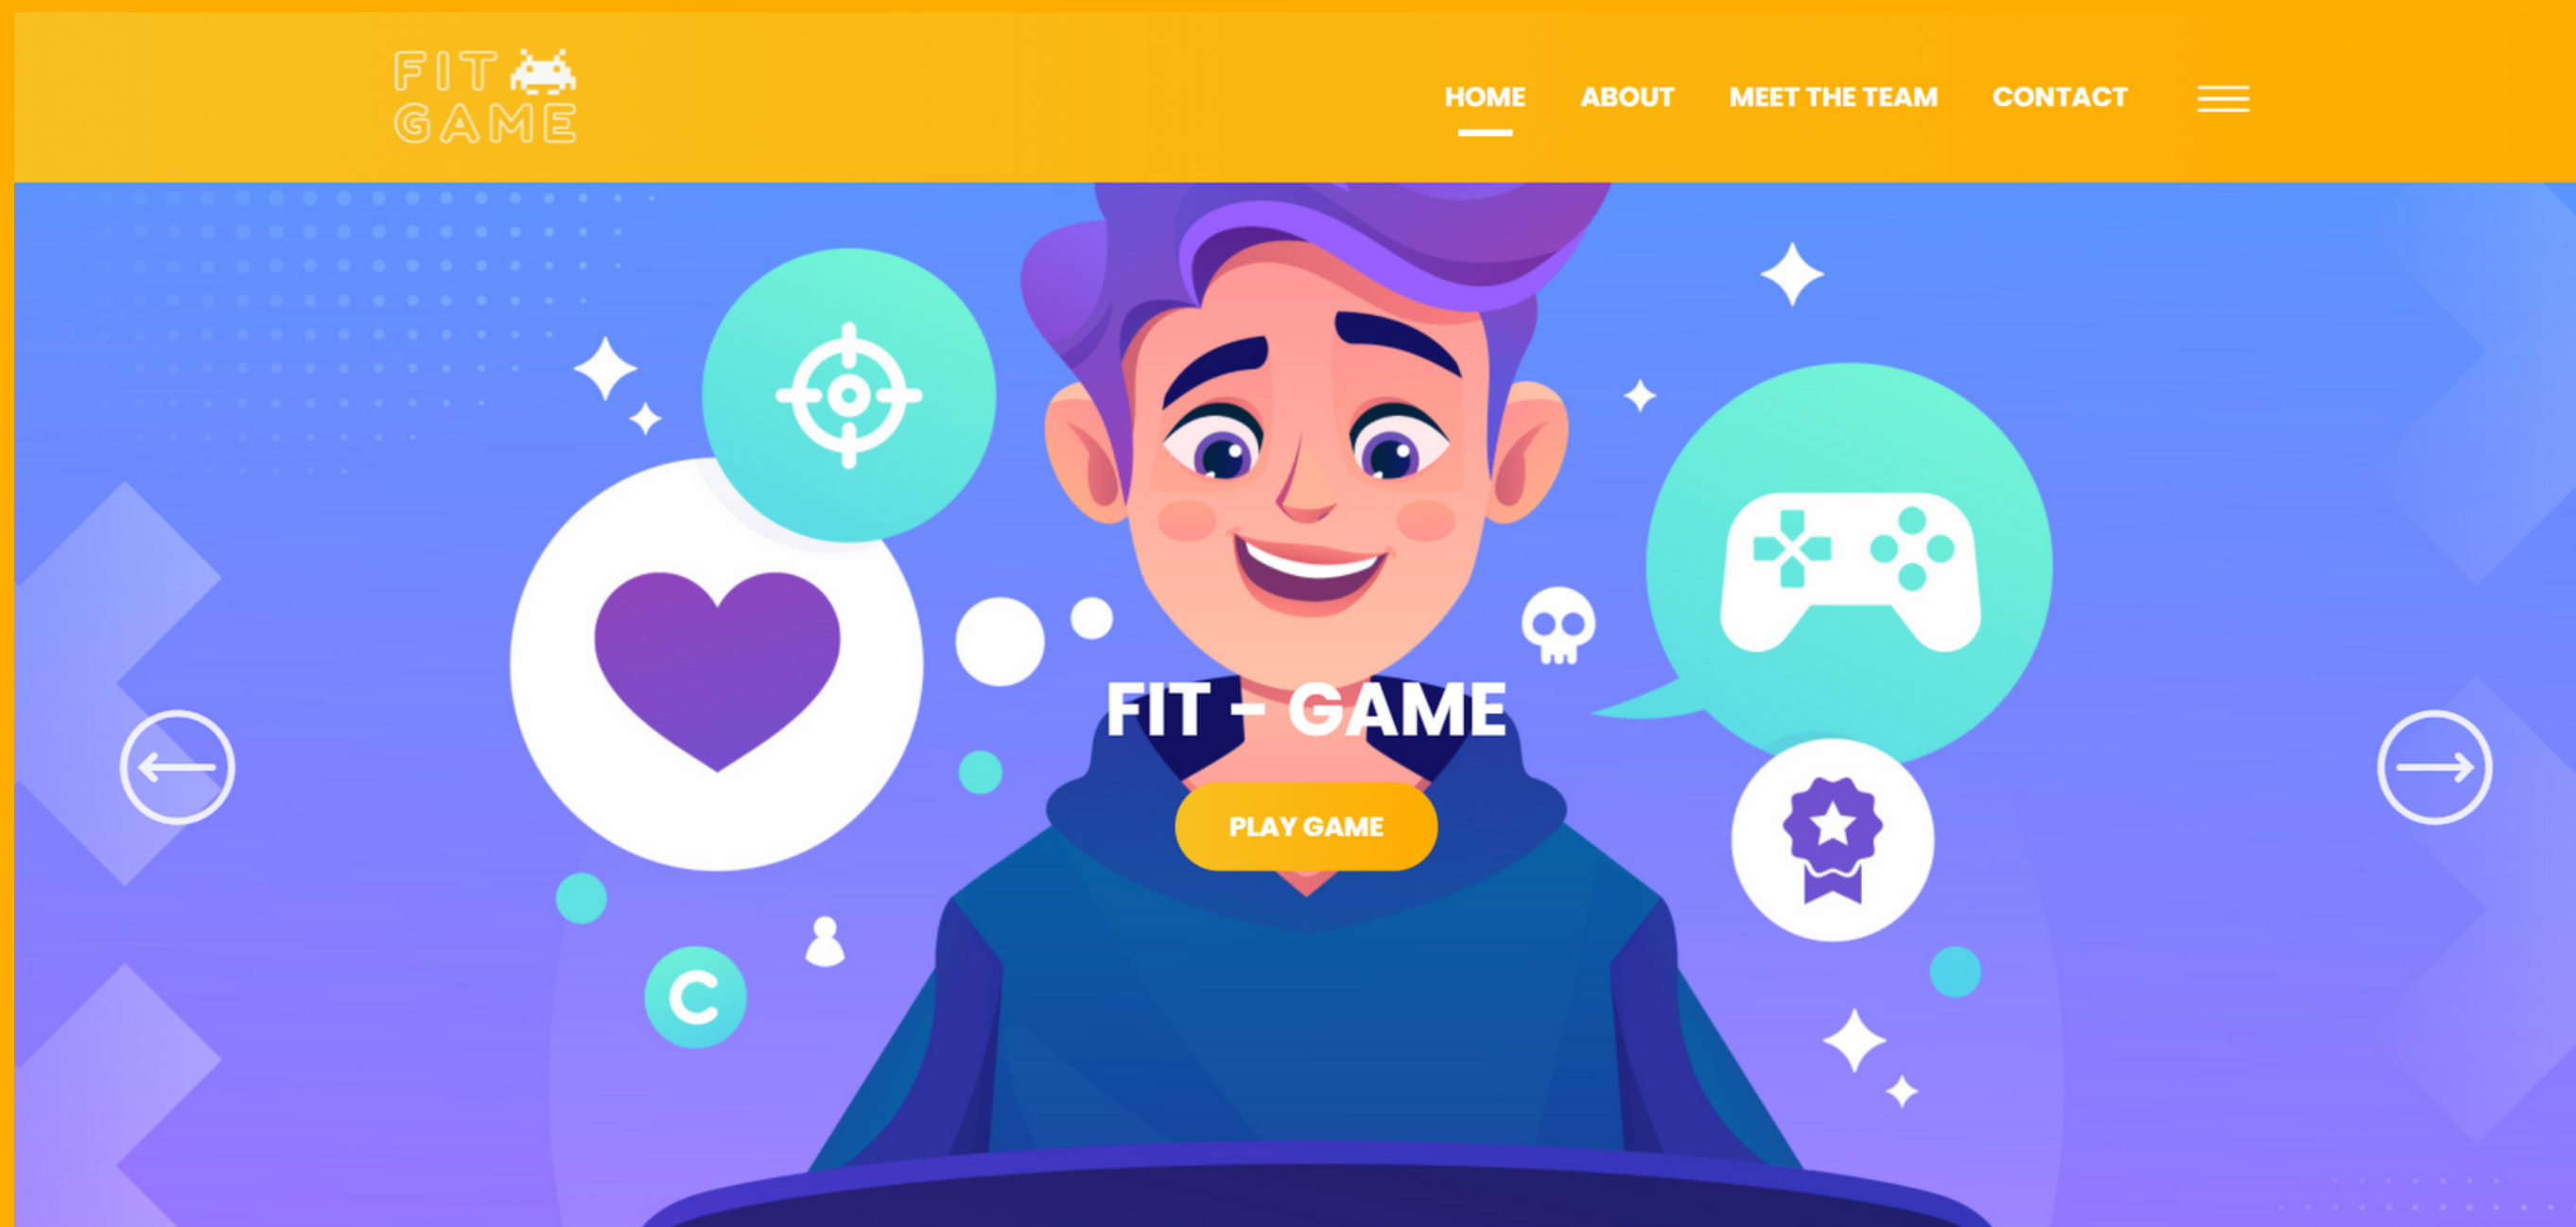 FIT
GAME
HOME
ABOUT
MEET THE TEAM
CONTACT
FIT - GAME
PLAY GAME
C